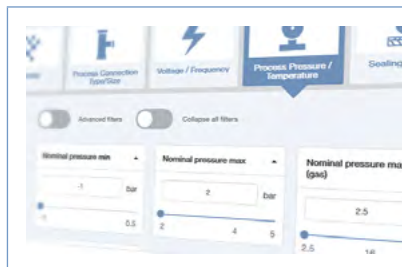 Process Connection
Type/Size
Voltage / Frequency
Process Pressure /
Temperature
Sealing
Advanced filters
Collapse all filters
Nominal pressure min
-1
bar
-1
0.5
Nominal pressure max
2
bar
2
4
5
Nominal pressure ma
(gas)
2.5
2.5
16